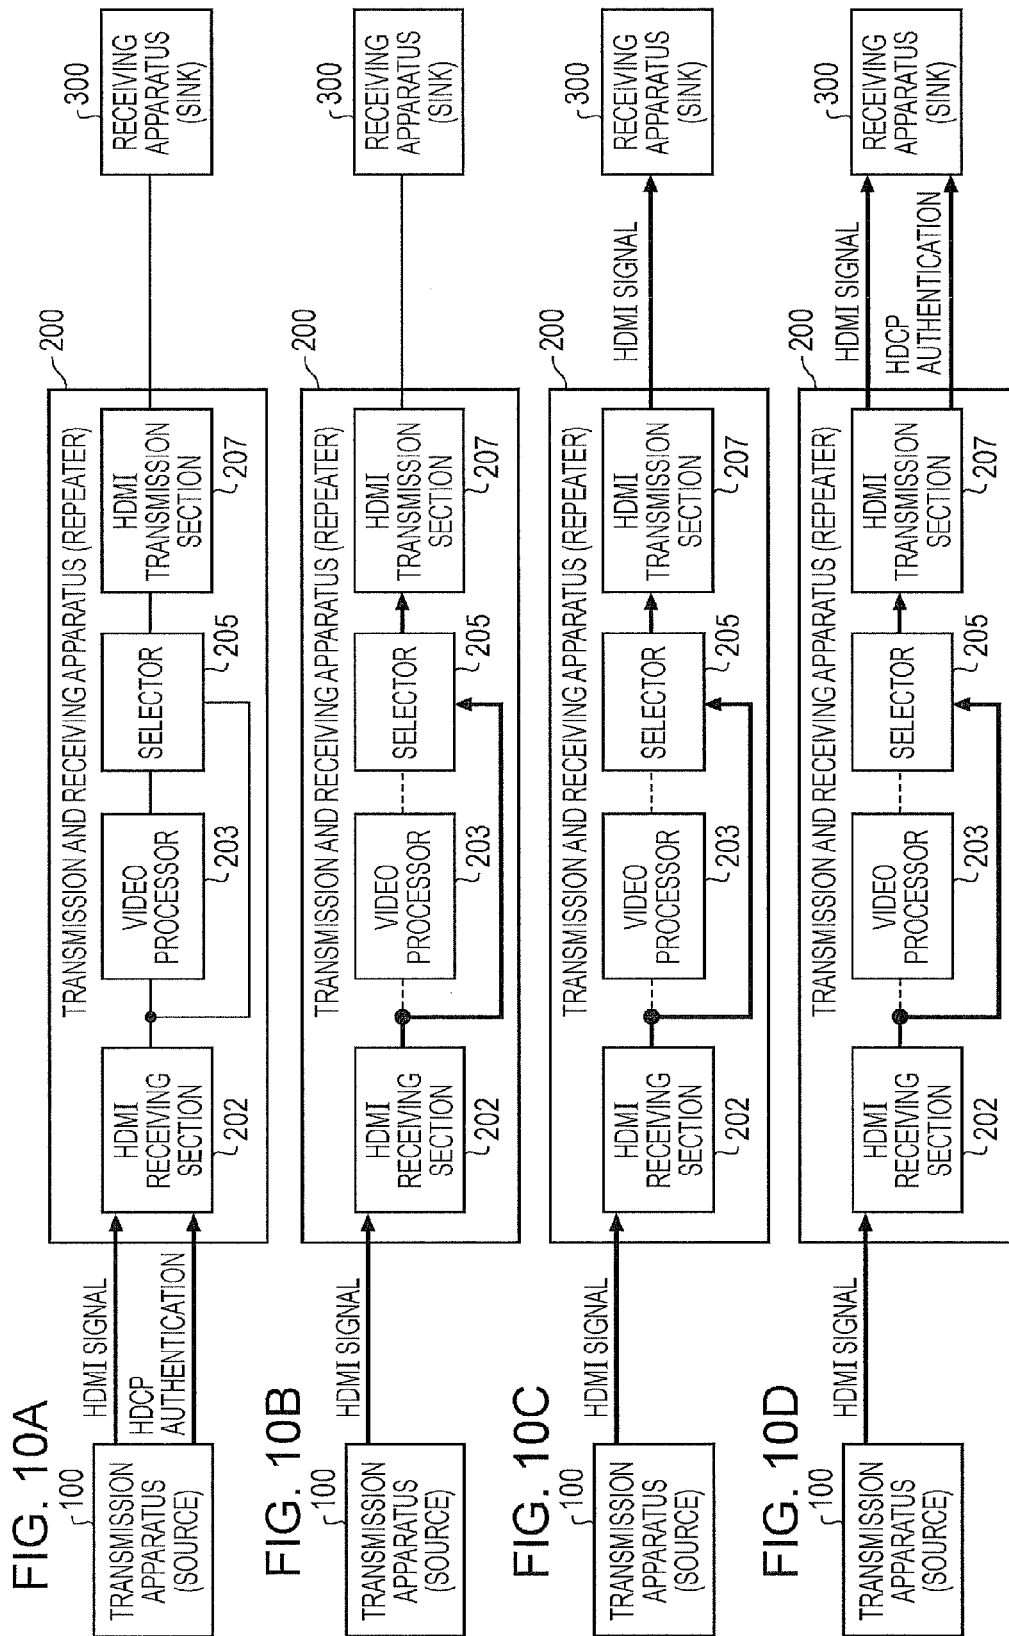 FIG. 10A
100
TRANSMISSION
APPARATUS
(SOURCE)
HDMI SIGNAL
HDCP
AUTHENTICATION
TRANSMISSION AND RECEIVING APPARATUS (REPEATER)
200
HDMI
RECEIVING
SECTION
202
VIDEO
PROCESSOR
203
SELECTOR
205
HDMI
TRANSMISSION
SECTION
207
300
RECEIVING
APPARATUS
(SINK)
FIG. 10B
100
TRANSMISSION
APPARATUS
(SOURCE)
HDMI SIGNAL
TRANSMISSION AND RECEIVING APPARATUS (REPEATER)
200
HDMI
RECEIVING
SECTION
202
VIDEO
PROCESSOR
203
SELECTOR
205
HDMI
TRANSMISSION
SECTION
207
300
RECEIVING
APPARATUS
(SINK)
FIG. 10C
100
TRANSMISSION
APPARATUS
(SOURCE)
HDMI SIGNAL
TRANSMISSION AND RECEIVING APPARATUS (REPEATER)
200
HDMI
RECEIVING
SECTION
202
VIDEO
PROCESSOR
203
SELECTOR
205
HDMI
TRANSMISSION
SECTION
207
HDMI SIGNAL
300
RECEIVING
APPARATUS
(SINK)
FIG. 10D
100
TRANSMISSION
APPARATUS
(SOURCE)
HDMI SIGNAL
TRANSMISSION AND RECEIVING APPARATUS (REPEATER)
200
HDMI
RECEIVING
SECTION
202
VIDEO
PROCESSOR
203
SELECTOR
205
HDMI
TRANSMISSION
SECTION
207
HDMI SIGNAL
HDCP
AUTHENTICATION
300
RECEIVING
APPARATUS
(SINK)